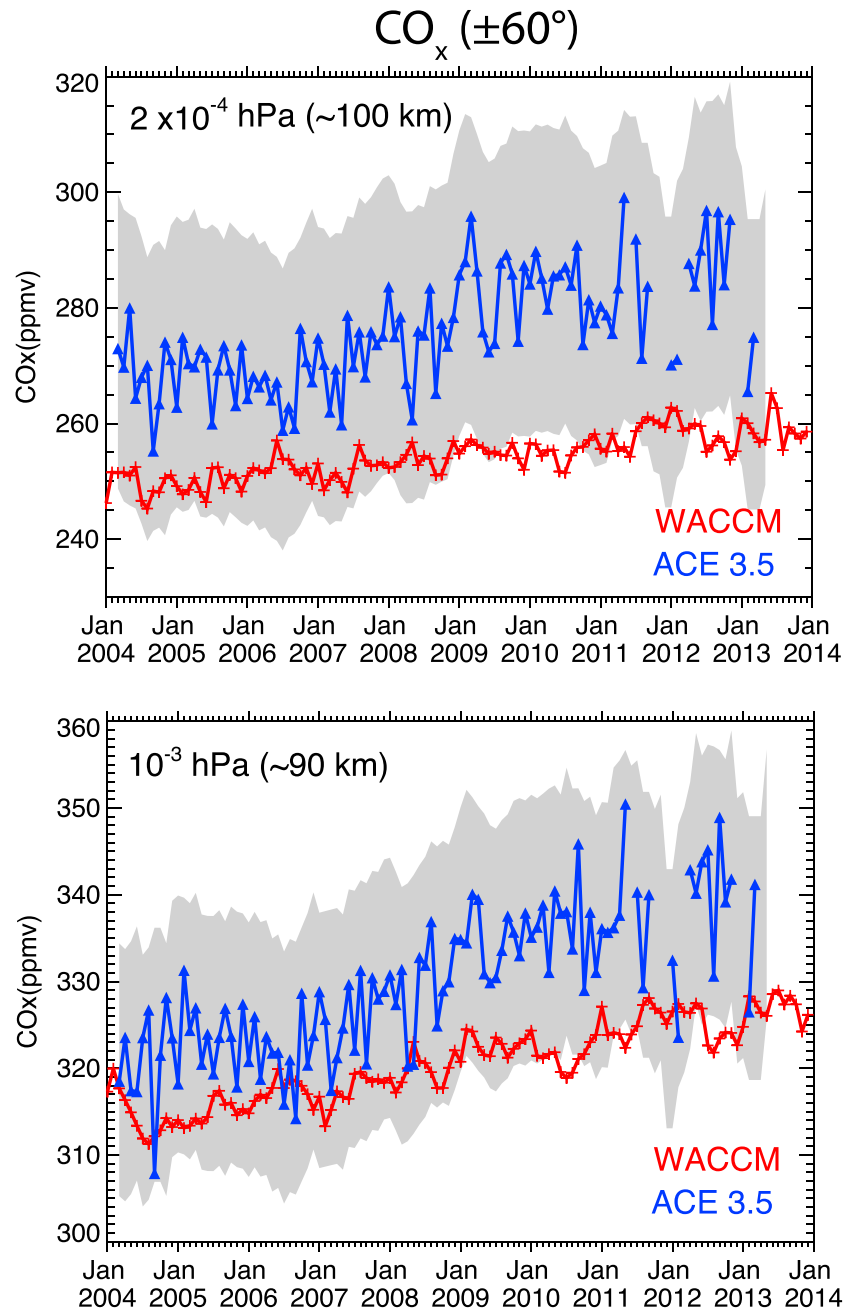 COx (±60°)
320
300
280
260
240
COx(ppmv)
2 x10-4 hPa (~100 km)
WACCM
ACE 3.5
Jan Jan Jan Jan Jan Jan Jan Jan Jan Jan Jan
2004 2005 2006 2007 2008 2009 2010 2011 2012 2013 2014
360
350
340
330
320
310
300
COx(ppmv)
10-3 hPa (~90 km)
WACCM
ACE 3.5
Jan Jan Jan Jan Jan Jan Jan Jan Jan Jan Jan
2004 2005 2006 2007 2008 2009 2010 2011 2012 2013 2014